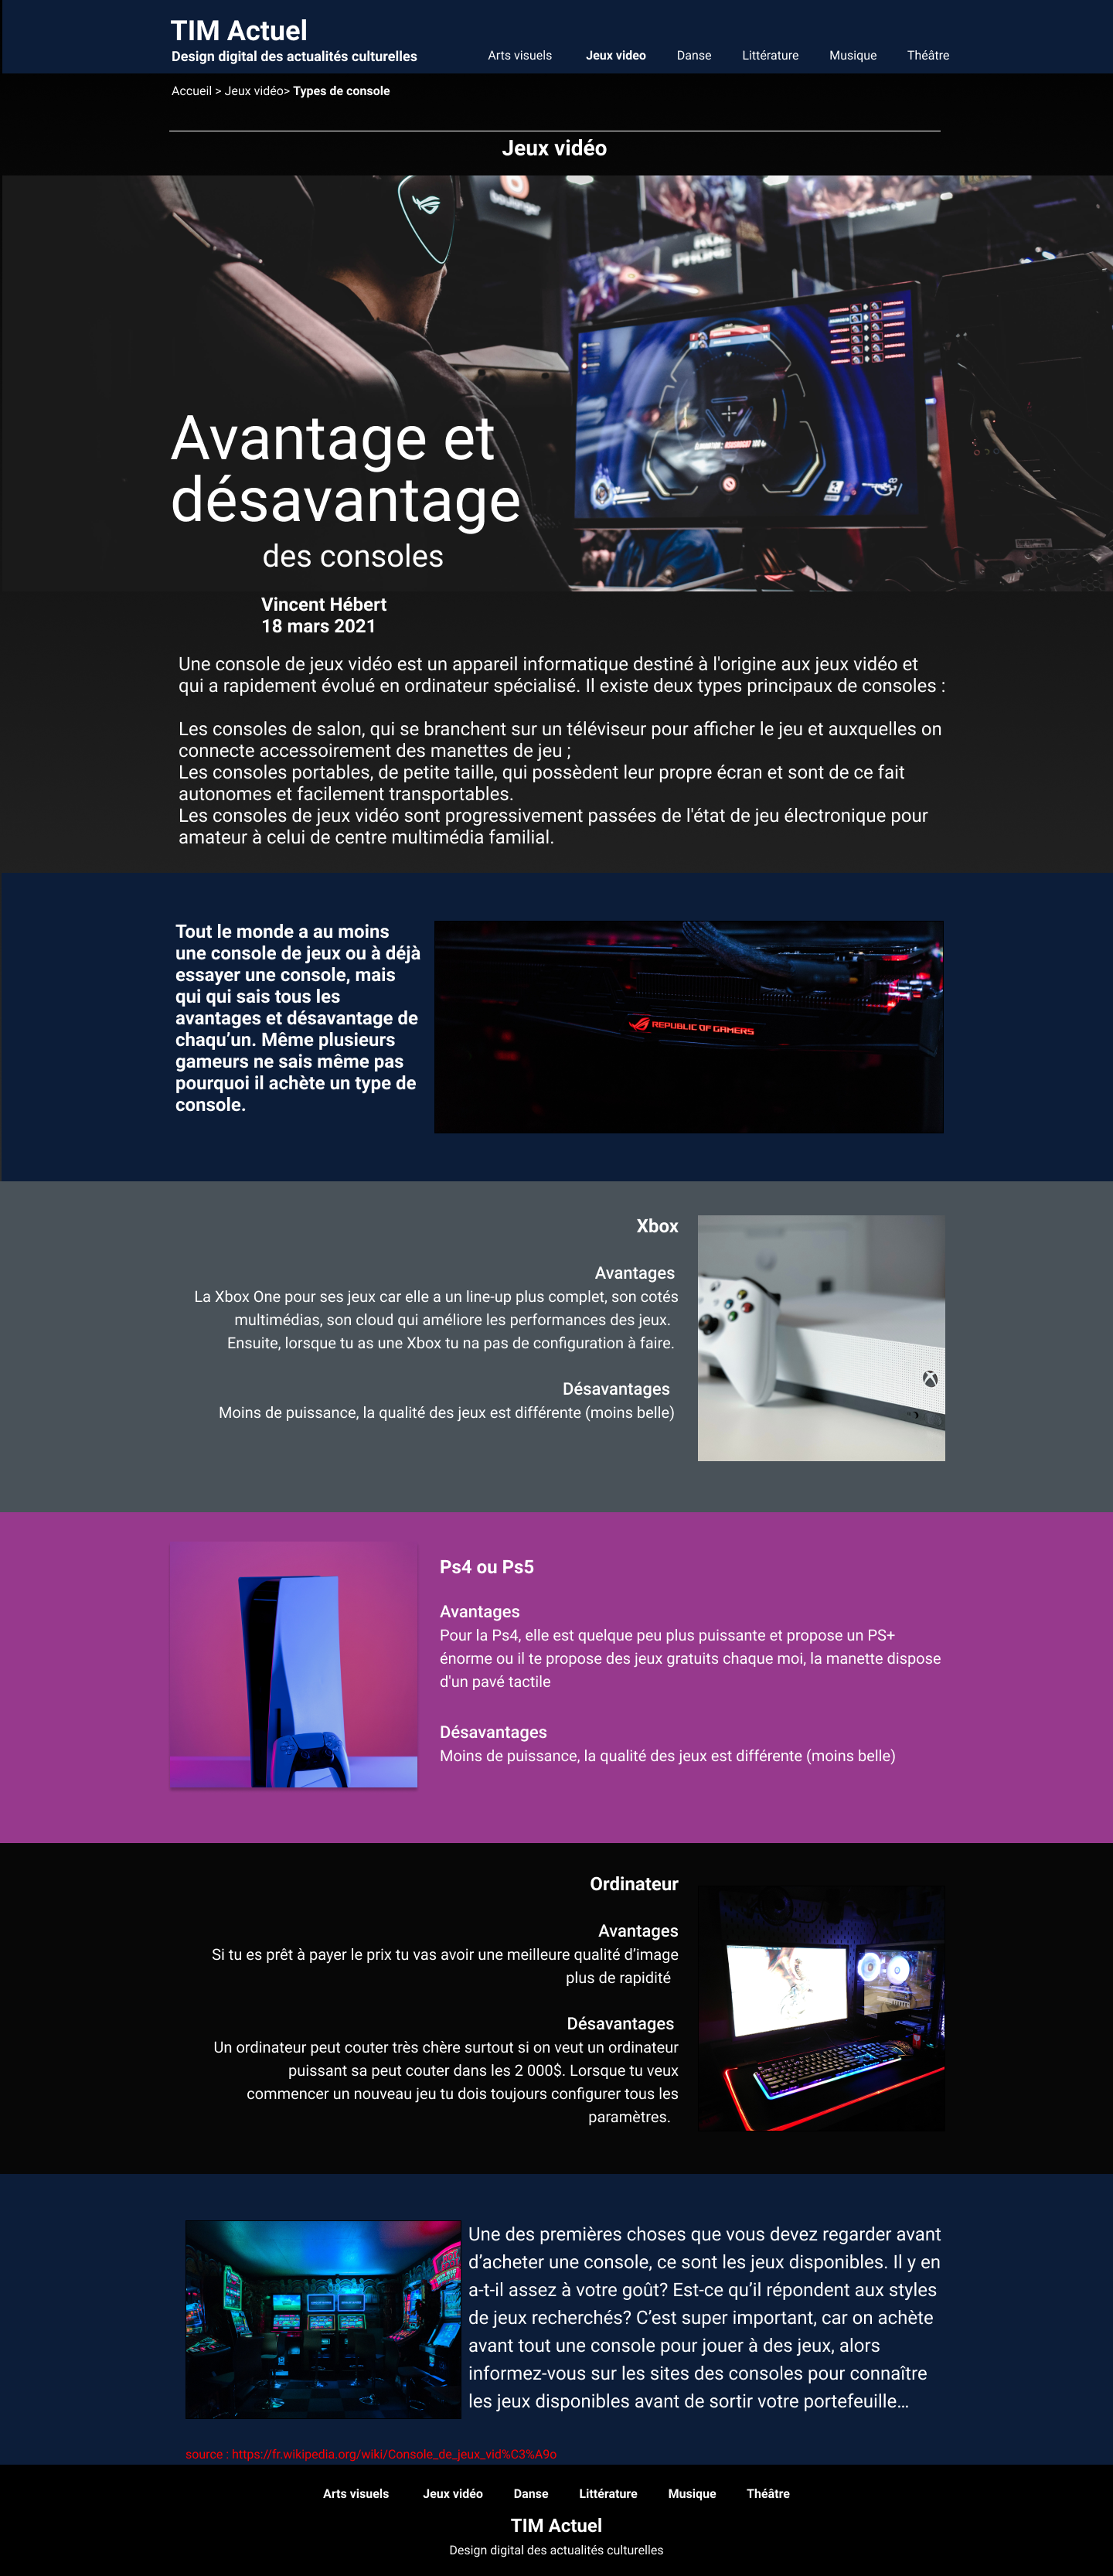 TIM Actuel
Design digital des actualités culturelles
Arts visuels Jeux video Danse Littérature Musique Théâtre
Accueil > Jeux vidéo> Types de console
Jeux vidéo
Avantage et
désavantage
des consoles
Vincent Hébert
18 mars 2021
Une console de jeux vidéo est un appareil informatique destiné à l'origine aux jeux vidéo et
qui a rapidement évolué en ordinateur spécialisé. Il existe deux types principaux de consoles :
Les consoles de salon, qui se branchent sur un téléviseur pour afficher le jeu et auxquelles on
connecte accessoirement des manettes de jeu ;
Les consoles portables, de petite taille, qui possèdent leur propre écran et sont de ce fait
autonomes et facilement transportables.
Les consoles de jeux vidéo sont progressivement passées de l'état de jeu électronique pour
amateur à celui de centre multimédia familial.
Tout le monde a au moins
une console de jeux ou à déjà
essayer une console, mais
qui qui sais tous les
avantages et désavantage de
chaqu’un. Même plusieurs
gameurs ne sais même pas
pourquoi il achète un type de
console.
REPUBLIC OF GAMERS
Xbox
Avantages
La Xbox One pour ses jeux car elle a un line-up plus complet, son cotés
multimédias, son cloud qui améliore les performances des jeux.
Ensuite, lorsque tu as une Xbox tu na pas de configuration à faire.
Désavantages
Moins de puissance, la qualité des jeux est différente (moins belle)
Ps4 ou Ps5
Avantages
Pour la Ps4, elle est quelque peu plus puissante et propose un PS+
énorme ou il te propose des jeux gratuits chaque moi, la manette dispose
d'un pavé tactile
Désavantages
Moins de puissance, la qualité des jeux est différente (moins belle)
Ordinateur
Avantages
Si tu es prêt à payer le prix tu vas avoir une meilleure qualité d’image
plus de rapidité
Désavantages
Un ordinateur peut couter très chère surtout si on veut un ordinateur
puissant sa peut couter dans les 2 000$. Lorsque tu veux
commencer un nouveau jeu tu dois toujours configurer tous les
paramètres.
Une des premières choses que vous devez regarder avant
d’acheter une console, ce sont les jeux disponibles. Il y en
a-t-il assez à votre goût? Est-ce qu’il répondent aux styles
de jeux recherchés? C’est super important, car on achète
avant tout une console pour jouer à des jeux, alors
informez-vous sur les sites des consoles pour connaître
les jeux disponibles avant de sortir votre portefeuille…
source : https://fr.wikipedia.org/wiki/Console_de_jeux_vid%C3%A9o
Arts visuels Jeux vidéo Danse Littérature Musique Théâtre
TIM Actuel
Design digital des actualités culturelles